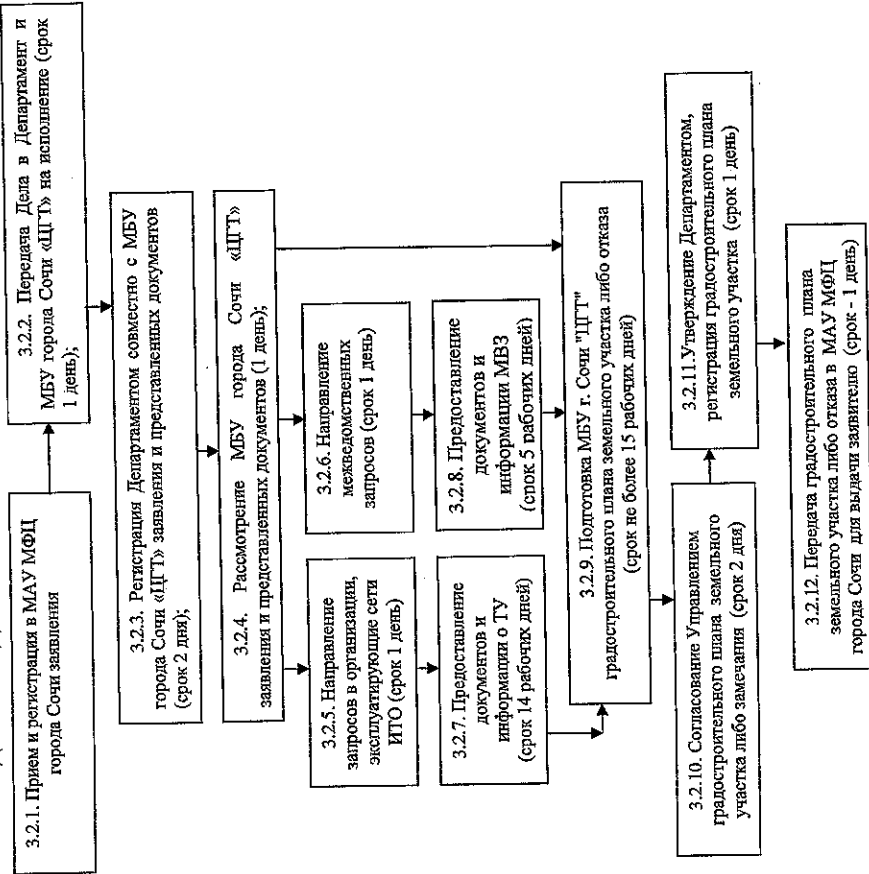 3.2.1. Прием и регистрация в МАУ МФЦ
города Сочи заявления
3.2.2. Передача Дела в Департамент и
МБУ города Сочи «ЦГТ» на исполнение (срок
1 день);
3.2.3. Регистрация Департаментом совместно с МБУ
города Сочи «ЦГТ» заявления и представленных документов
(срок 2 дня);
3.2.4. Рассмотрение МБУ города Сочи «ЦГТ»
заявления и представленных документов (1 день);
3.2.5. Направление
запросов в организации,
эксплуатирующие сети
ИТО (срок 1 день)
3.2.6. Направление
межведомственных
запросов (срок 1 день)
3.2.7. Предоставление
документов и
информации о ТУ
(срок 14 рабочих дней)
3.2.8. Предоставление
документов и
информации МВЗ
(срок 5 рабочих дней)
3.2.9. Подготовка МБУ г. Сочи "ЦГТ"
градостроительного плана земельного участка либо отказа
(срок не более 15 рабочих дней)
3.2.10. Согласование Управлением
градостроительного плана земельного
участка либо замечания (срок 2 дня)
3.2.11.Утверждение Департаментом,
регистрация градостроительного плана
земельного участка (срок 1 день)
3.2.12. Передача градостроительного плана
земельного участка либо отказа в МАУ МФЦ
города Сочи для выдачи заявителю (срок - 1 день)